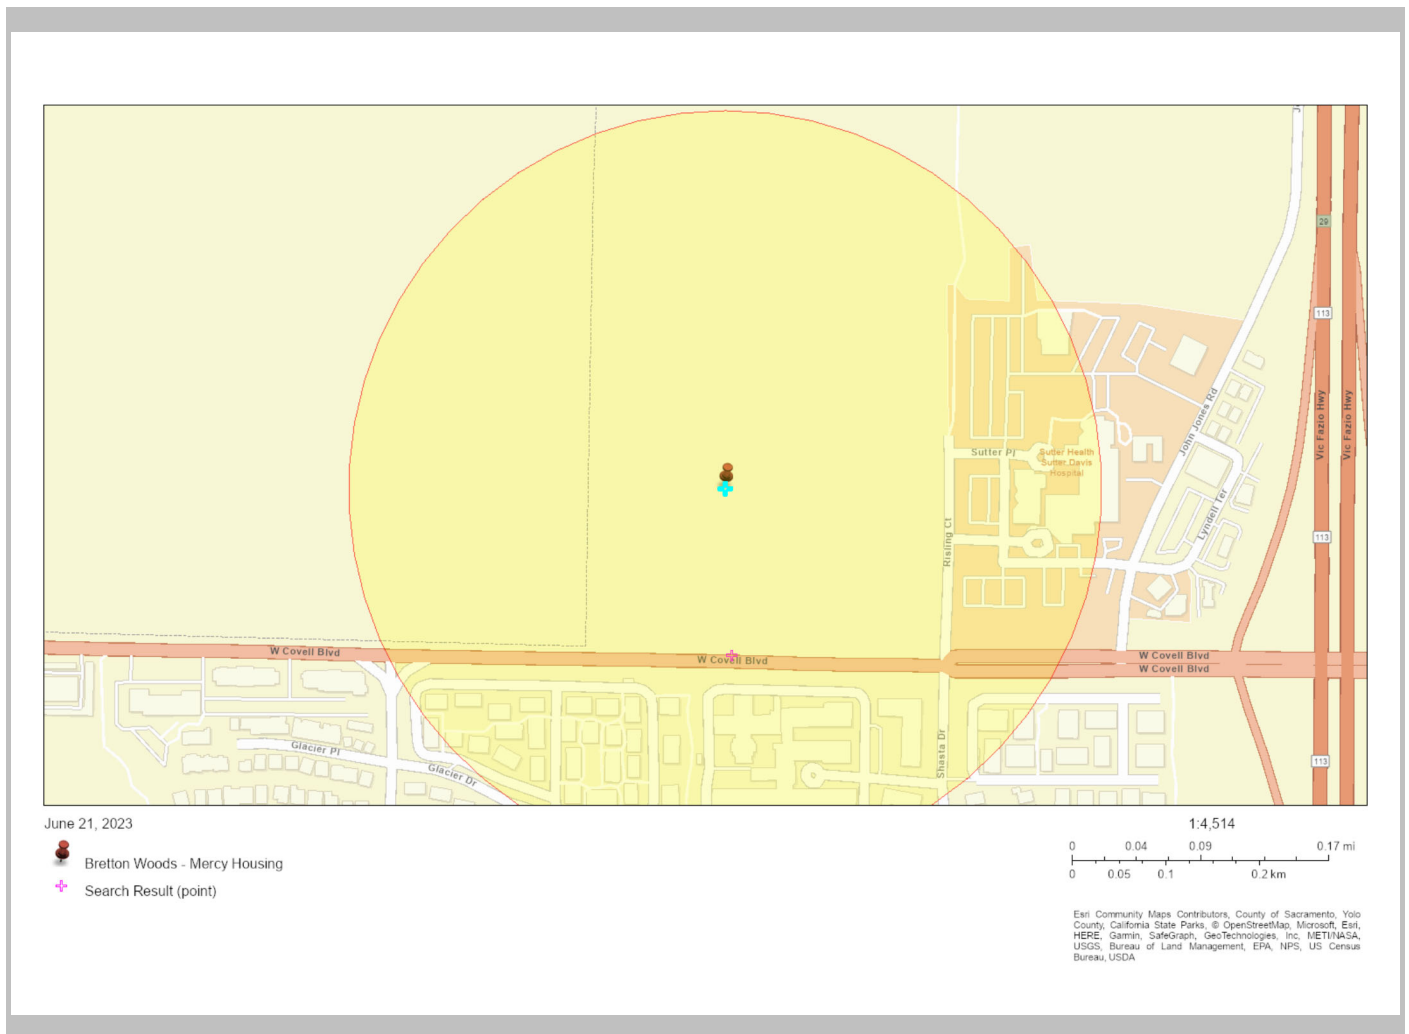 J
29
113
Vic Fazio Hwy
Vic Fazio Hwy
John Jones Rd
Sutter Pl
Sutter Health
Sutter Davis
Hospital
Lyndell Ter
Risling Ct
113
W Covell Blvd
W Covell Blvd
W Covell Blvd
W Covell Blvd
Glacier Pl
Glacier Dr
Shasta Dr
113
June 21, 2023
1:4,514
0 0.04 0.09 0.17 mi
0 0.05 0.1 0.2 km
Bretton Woods - Mercy Housing
Search Result (point)
Esri Community Maps Contributors, County of Sacramento, Yolo
County, California State Parks, © OpenStreetMap, Microsoft, Esri,
HERE, Garmin, SafeGraph, GeoTechnologies, Inc, METI/NASA,
USGS, Bureau of Land Management, EPA, NPS, US Census
Bureau, USDA